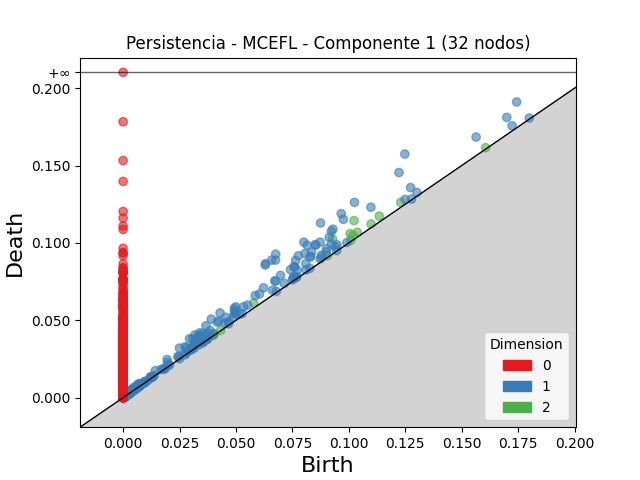 Persistencia - MCEFL - Componente 1 (32 nodos)
+∞
0.200
0.150
0.100
0.050
0.000
Death
Dimension
0
1
2
0.000 0.025 0.050 0.075 0.100 0.125 0.150 0.175 0.200
Birth